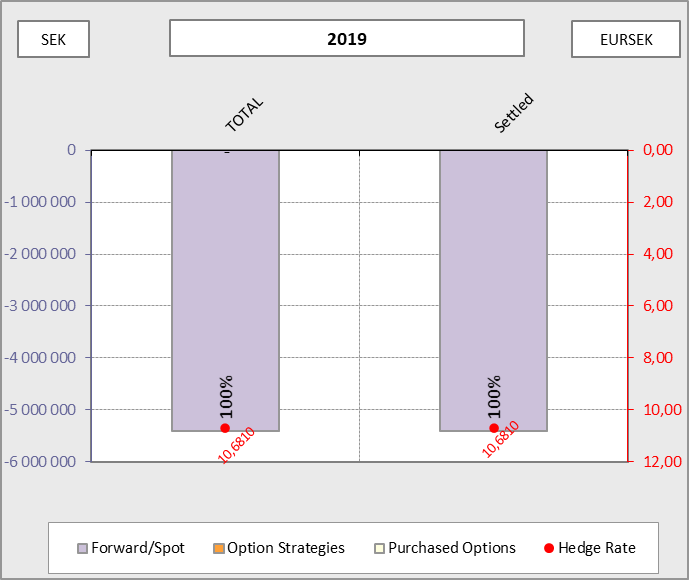 SEK 2019 EURSEK
TOTAL Settled
0 0,00
-1 000 000 2,00
-2 000 000 4,00
-3 000 000 6,00
-4 000 000 8,00
100% 100%
-5 000 000 10,00
10,6810 10,6810
-6 000 000 12,00
Forward/Spot Option Strategies Purchased Options Hedge Rate